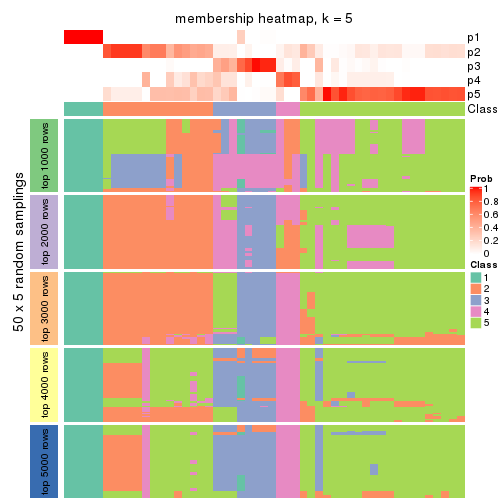 membership heatmap, k = 5
p1
p2
p3
p4
p5
Class
50 x 5 random samplings
top 1000 rows
top 2000 rows
top 3000 rows
top 4000 rows
top 5000 rows
Prob
1
0.8
0.6
0.4
0.2
0
Class
1
2
3
4
5